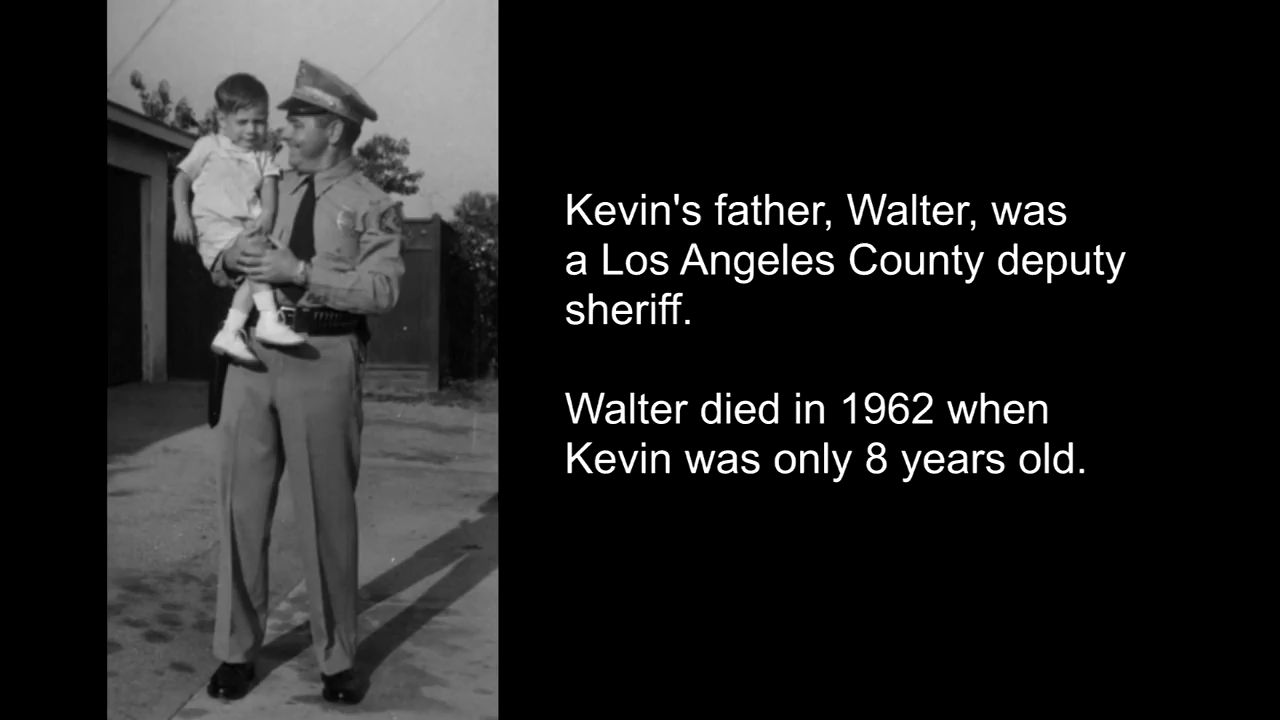 Kevin's father, Walter, was
a Los Angeles County deputy
sheriff.
Walter died in 1962 when
Kevin was only 8 years old.